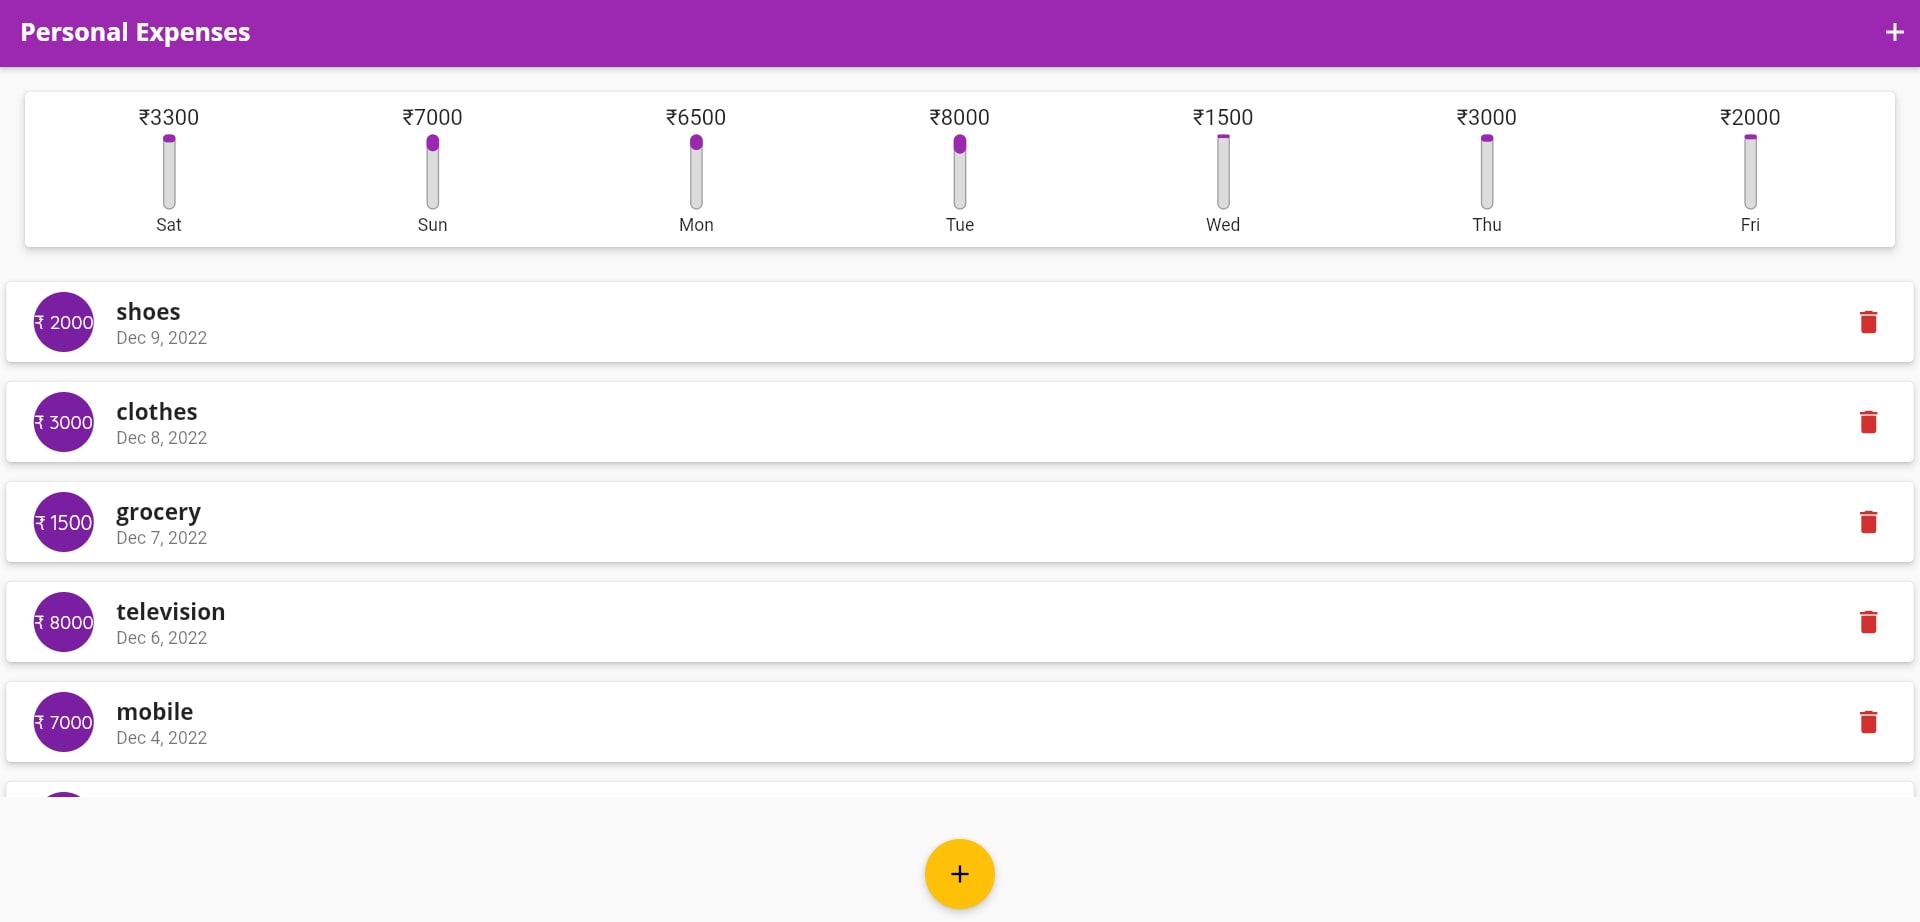 Personal Expenses +
₹3300 ₹7000 ₹6500 ₹8000 ₹1500 ₹3000 ₹2000
Sat Sun Mon Tue Wed Thu Fri
₹ 2000
shoes
Dec 9, 2022
₹ 3000
clothes
Dec 8, 2022
₹ 1500
grocery
Dec 7, 2022
₹ 8000
television
Dec 6, 2022
₹ 7000
mobile
Dec 4, 2022
+